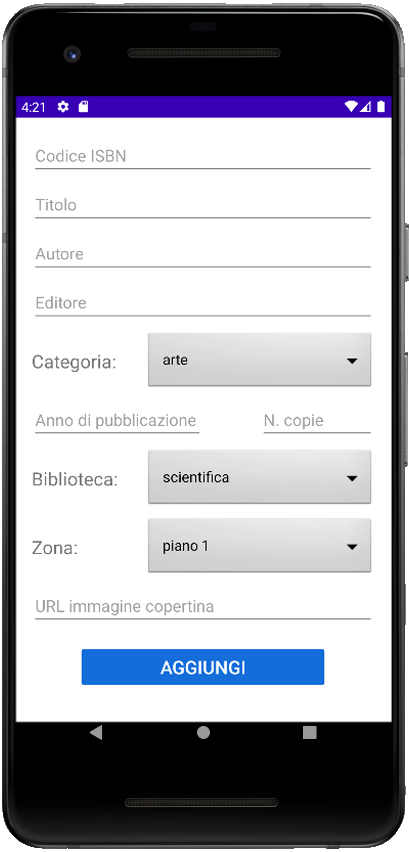 4:21
Codice ISBN
Titolo
Autore
Editore
Categoria: arte
Anno di pubblicazione N. copie
Biblioteca: scientifica
Zona: piano 1
URL immagine copertina
AGGIUNGI